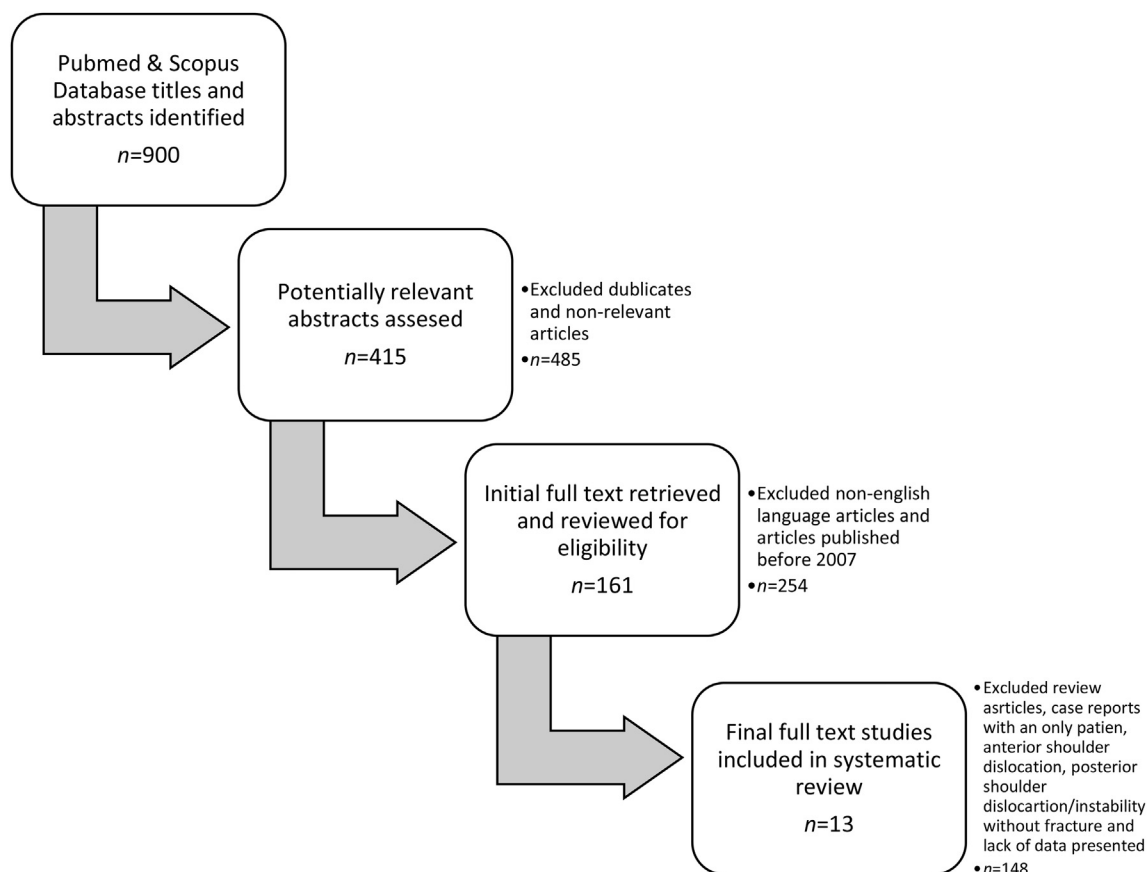 Pubmed & Scopus
Database titles and
abstracts identified
n=900
Potentially relevant
abstracts assesed
n=415
•Excluded dublicates
and non-relevant
articles
•n=485
Initial full text retrieved
and reviewed for
eligibility
n=161
•Excluded non-english
language articles and
articles published
before 2007
•n=254
Final full text studies
included in systematic
review
n=13
•Excluded review
asrticles, case reports
with an only patien,
anterior shoulder
dislocation, posterior
shoulder
dislocartion/instability
without fracture and
lack of data presented
•n=148